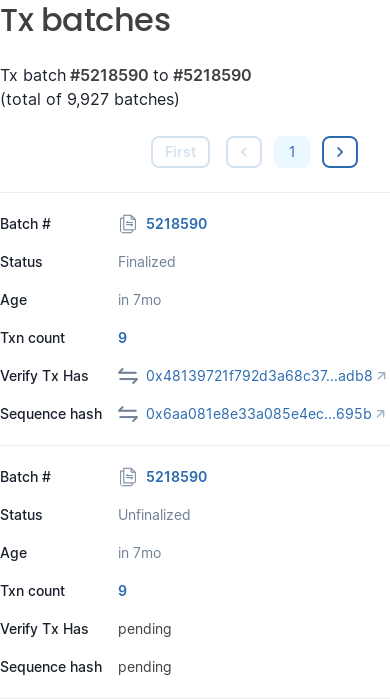 Tx batches
Tx batch #5218590 to #5218590
(total of 9,927 batches)
First 1
Batch # 5218590
Status Finalized
Age in 7mo
Txn count 9
Verify Tx Has 0x48139721f792d3a68c37...adb8
Sequence hash 0x6aa081e8e33a085e4ec...695b
Batch # 5218590
Status Unfinalized
Age in 7mo
Txn count 9
Verify Tx Has pending
Sequence hash pending